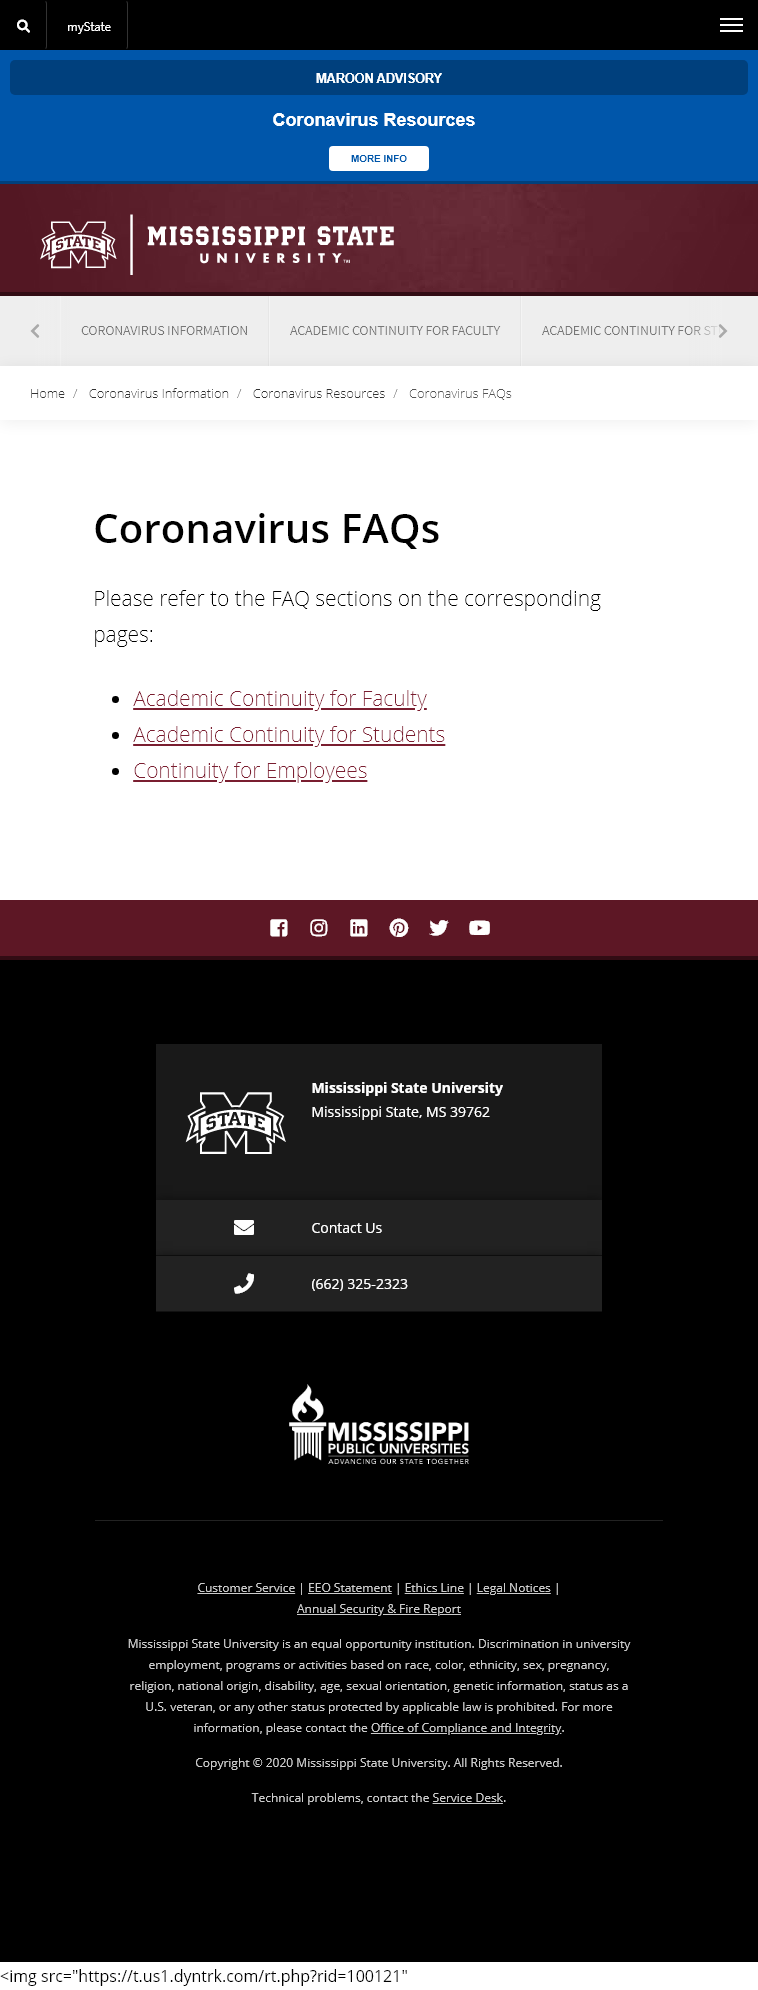 myState
MAROON ADVISORY
Coronavirus Resources
MORE INFO
STATE
MISSISSIPPI STATE
UNIVERSITY™
CORONAVIRUS INFORMATION
ACADEMIC CONTINUITY FOR FACULTY
ACADEMIC CONTINUITY FOR ST
Home / Coronavirus Information / Coronavirus Resources / Coronavirus FAQs
Coronavirus FAQs
Please refer to the FAQ sections on the corresponding
pages:
Academic Continuity for Faculty
Academic Continuity for Students
Continuity for Employees
STATE
Mississippi State University
Mississippi State, MS 39762
Contact Us
(662) 325-2323
MISSISSIPPI
PUBLIC UNIVERSITIES
ADVANCING OUR STATE TOGETHER
Customer Service | EEO Statement | Ethics Line | Legal Notices |
Annual Security & Fire Report
Mississippi State University is an equal opportunity institution. Discrimination in university
employment, programs or activities based on race, color, ethnicity, sex, pregnancy,
religion, national origin, disability, age, sexual orientation, genetic information, status as a
U.S. veteran, or any other status protected by applicable law is prohibited. For more
information, please contact the Office of Compliance and Integrity.
Copyright © 2020 Mississippi State University. All Rights Reserved.
Technical problems, contact the Service Desk.
<img src="https://t.us1.dyntrk.com/rt.php?rid=100121"